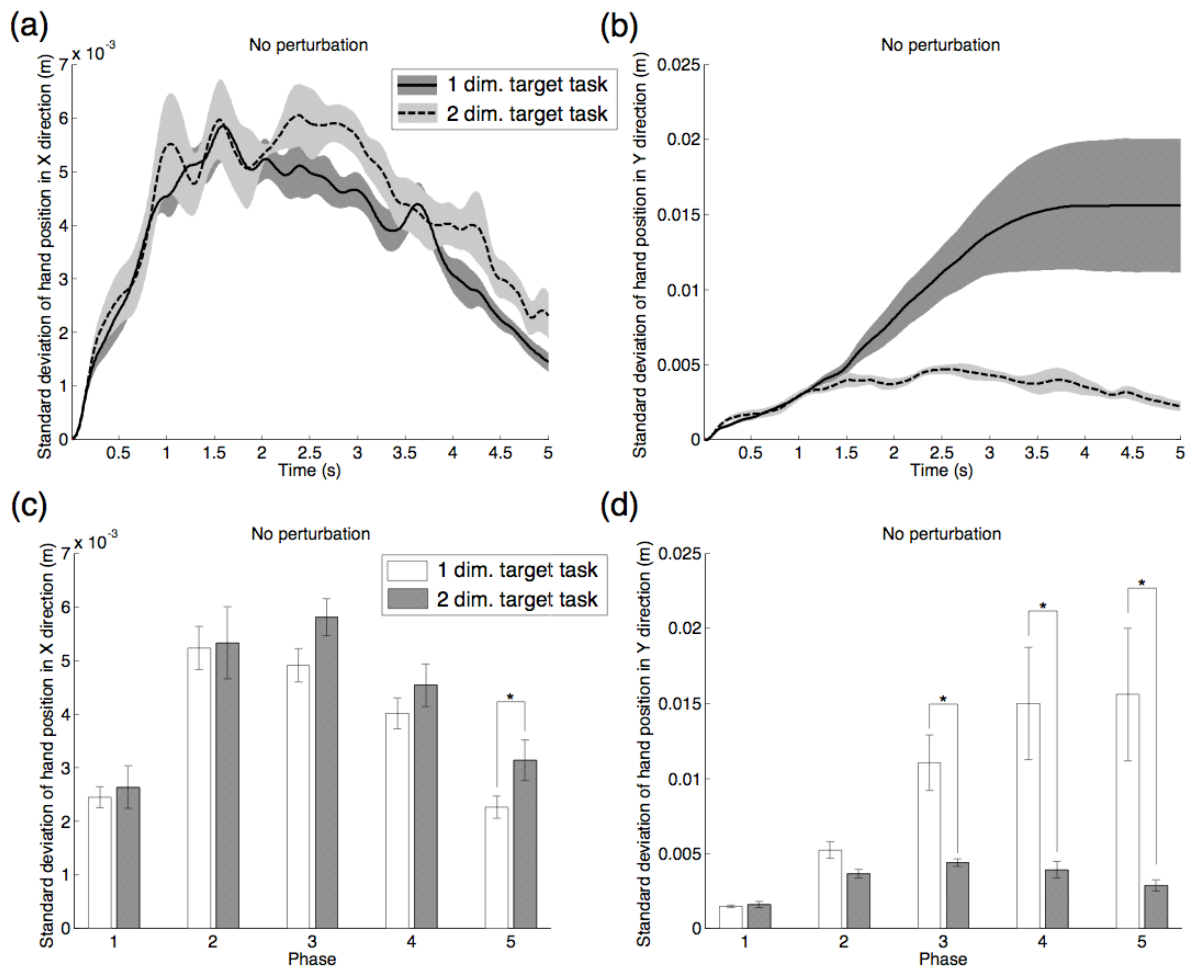 (a)
No perturbation
× 10⁻³
Standard deviation of hand position in X direction (m)
7
6
5
4
3
2
1
0
0.5 1 1.5 2 2.5 3 3.5 4 4.5 5
Time (s)
1 dim. target task
2 dim. target task
(b)
No perturbation
Standard deviation of hand position in Y direction (m)
0.025
0.02
0.015
0.01
0.005
0
0.5 1 1.5 2 2.5 3 3.5 4 4.5 5
Time (s)
(c)
No perturbation
× 10⁻³
Standard deviation of hand position in X direction (m)
7
6
5
4
3
2
1
0
*
1 2 3 4 5
Phase
1 dim. target task
2 dim. target task
(d)
No perturbation
Standard deviation of hand position in Y direction (m)
0.025
0.02
0.015
0.01
0.005
0
* * *
1 2 3 4 5
Phase